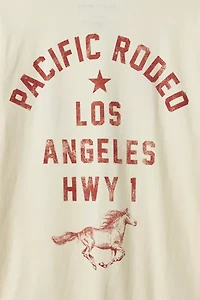 PACIFIC RODEO
LOS
ANGELES
HWY 1